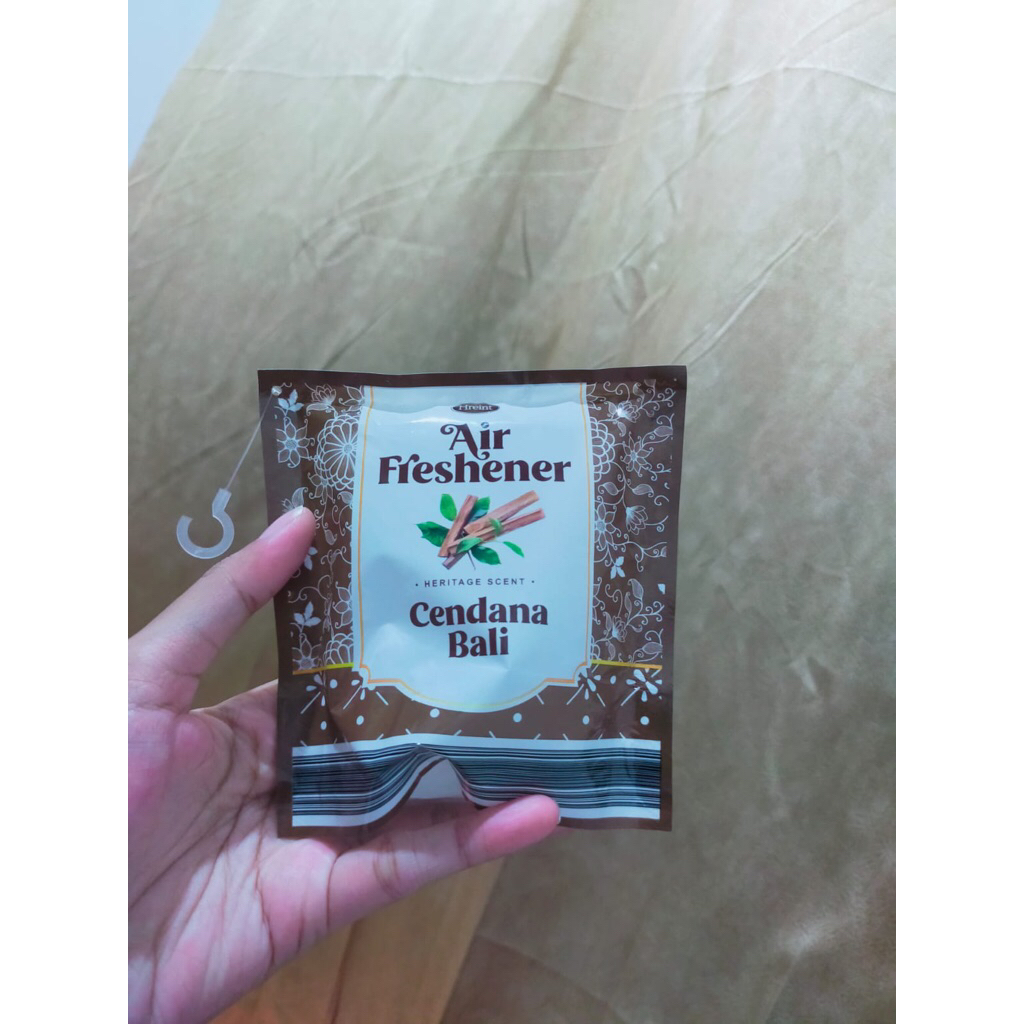 Air
Freshener
• HERITAGE SCENT •
Cendana
Bali